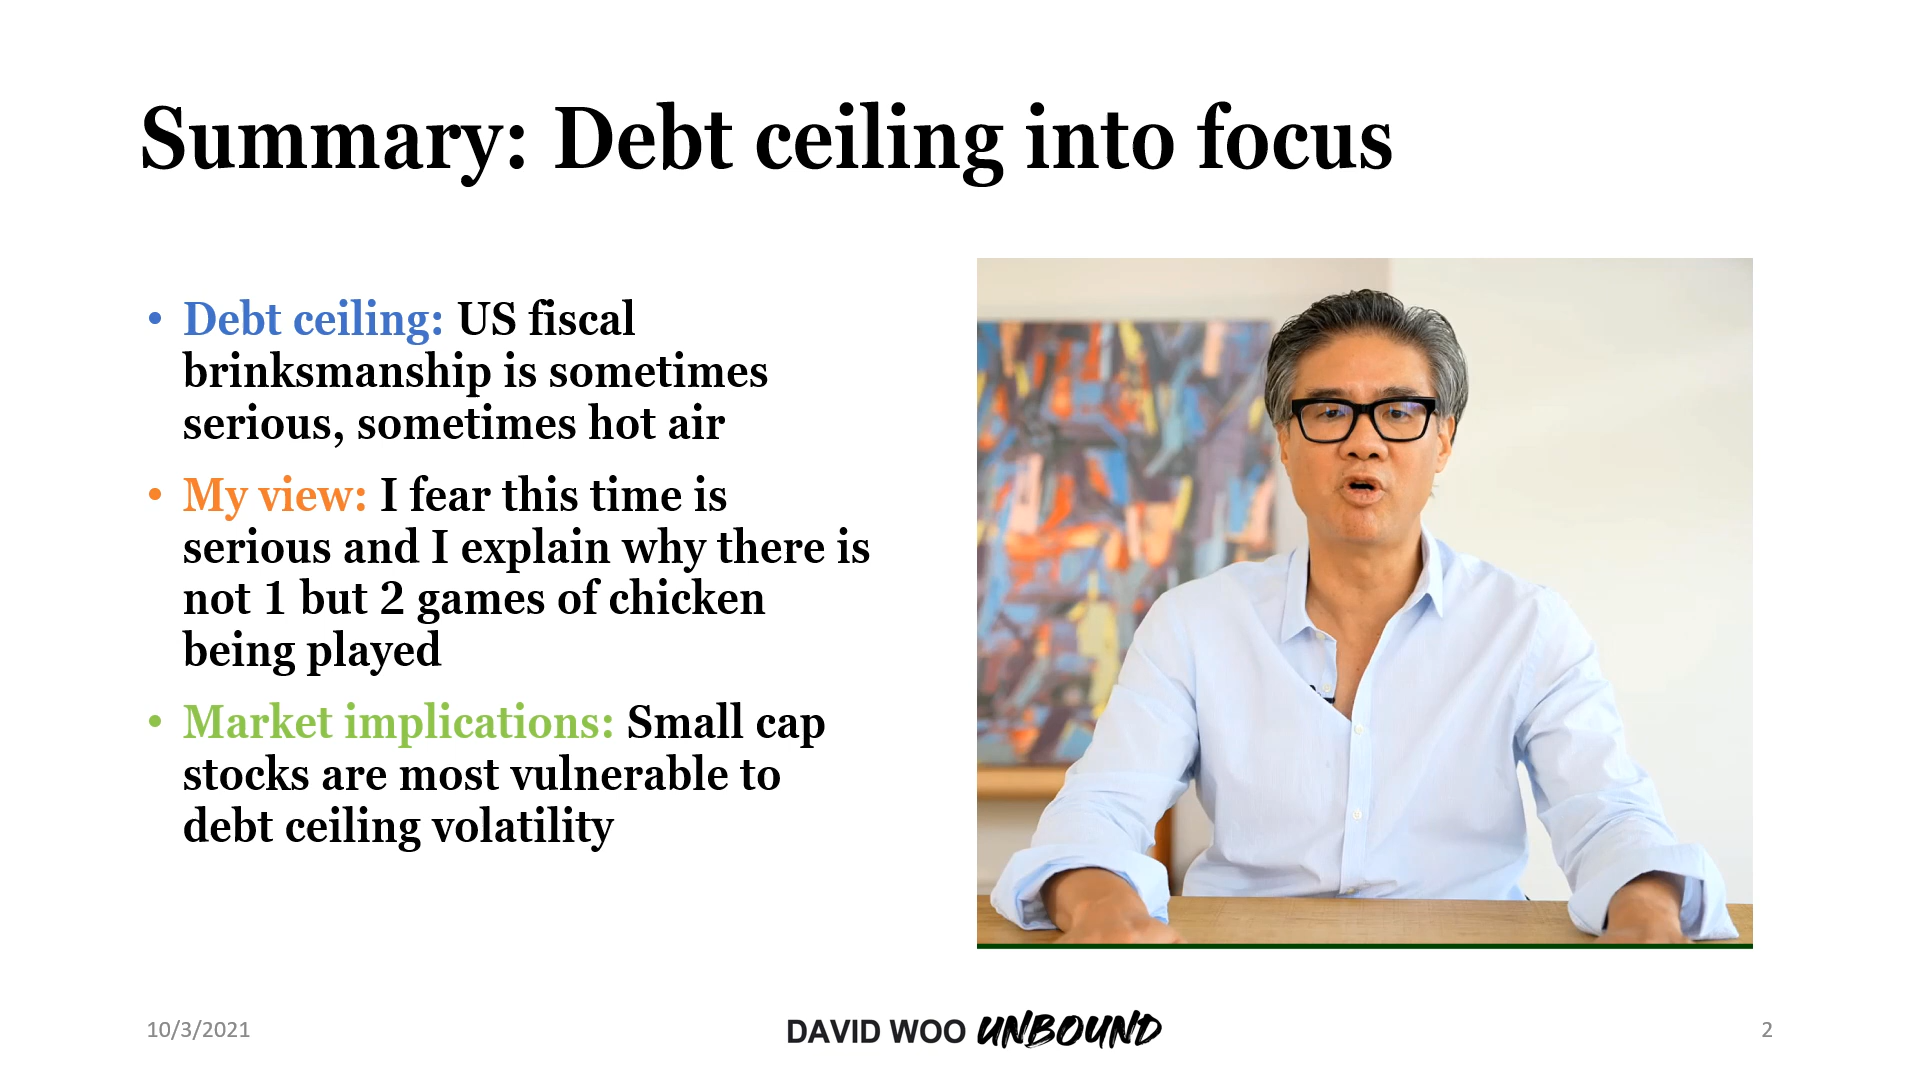 Summary: Debt ceiling into focus
• Debt ceiling: US fiscal
brinksmanship is sometimes
serious, sometimes hot air
• My view: I fear this time is
serious and I explain why there is
not 1 but 2 games of chicken
being played
• Market implications: Small cap
stocks are most vulnerable to
debt ceiling volatility
10/3/2021
DAVID WOO UNBOUND
2